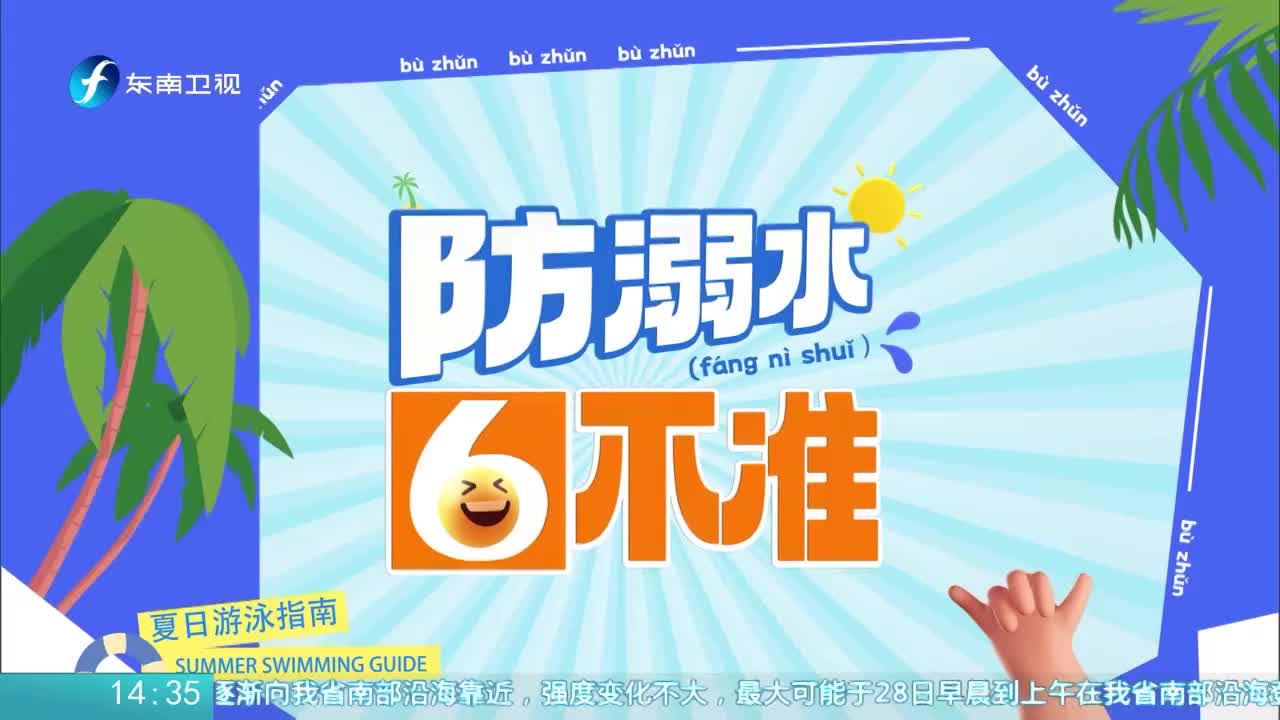 bù zhǔn bù zhǔn bù zhǔn
bù zhǔn
东南卫视
防溺水
(fáng nì shuǐ)
6不准
bù zhǔn
夏日游泳指南
SUMMER SWIMMING GUIDE
14:35 逐渐向我省南部沿海靠近，强度变化不大，最大可能于28日早晨到上午在我省南部沿海